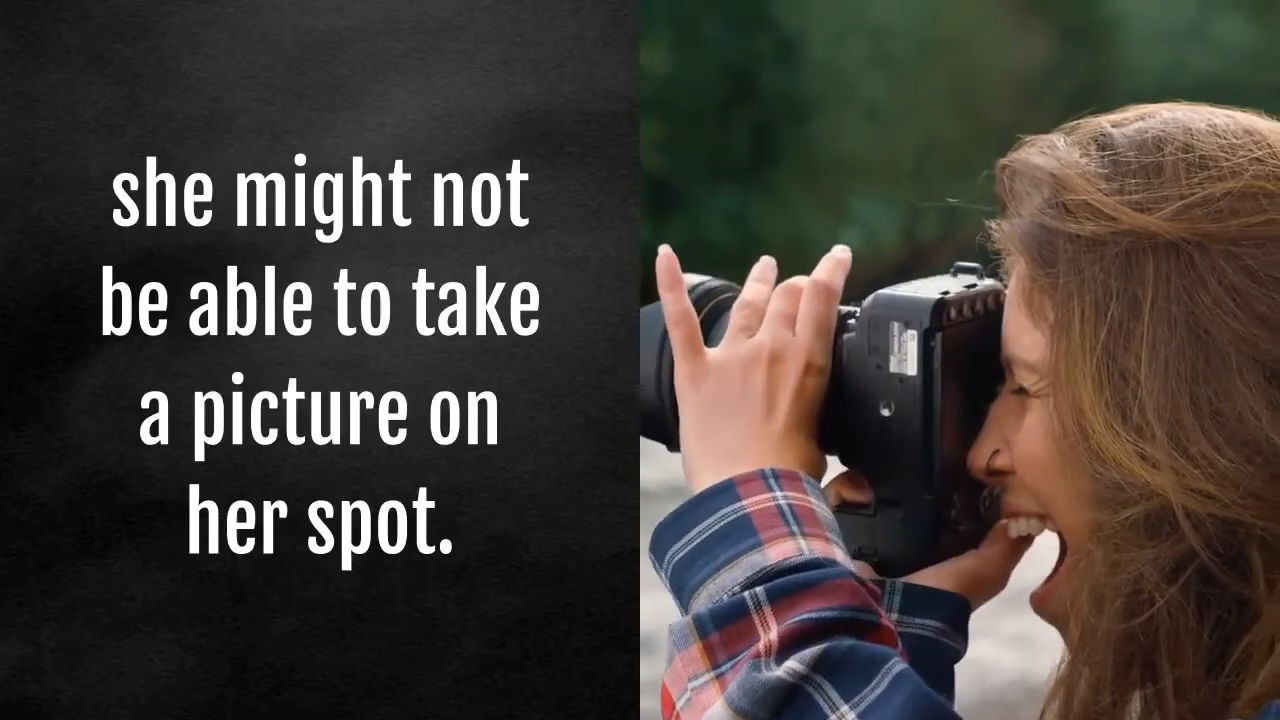 she might not
be able to take
a picture on
her spot.